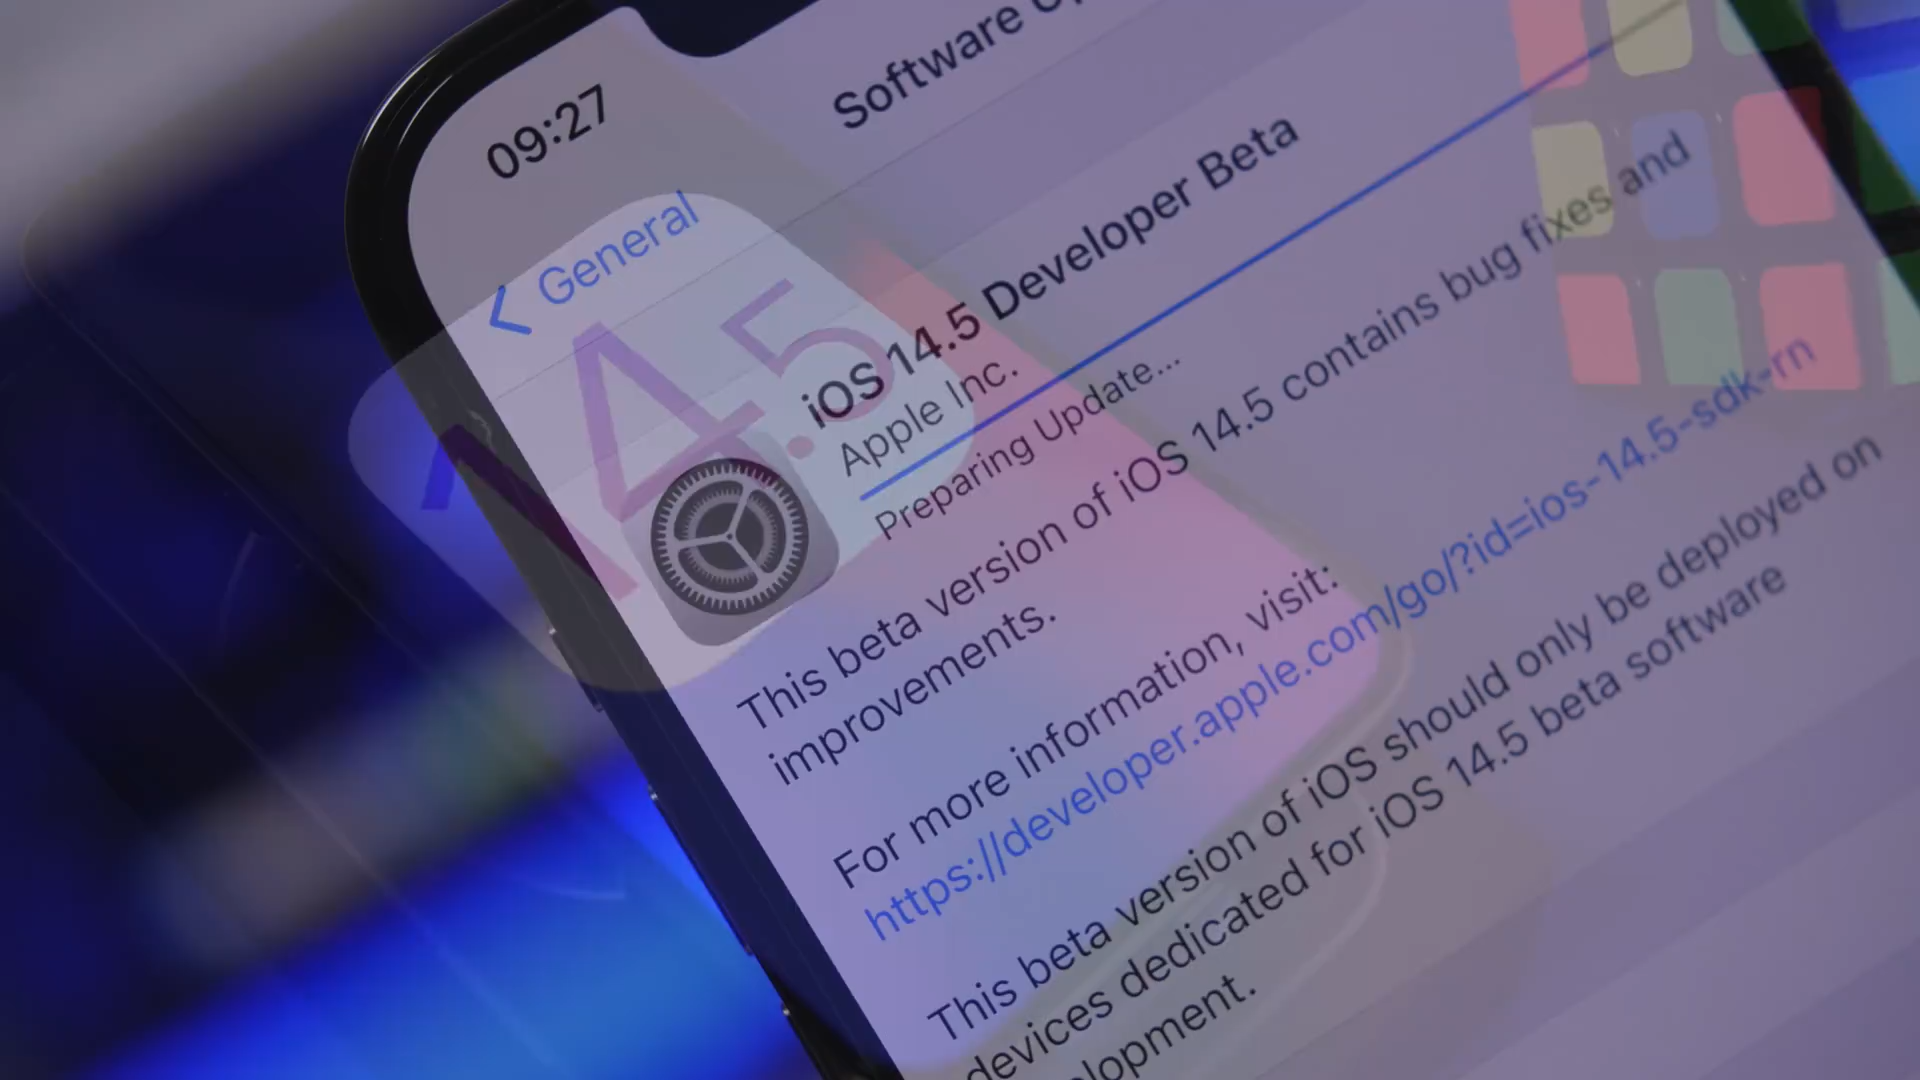 09:27
Software
General
14.5
iOS 14.5 Developer Beta
Apple Inc.
Preparing Update...
This beta version of iOS 14.5 contains bug fixes and
improvements.
For more information, visit:
https://developer.apple.com/go/?id=ios-14.5-sdk-rn
This beta version of iOS should only be deployed on
devices dedicated for iOS 14.5 beta software